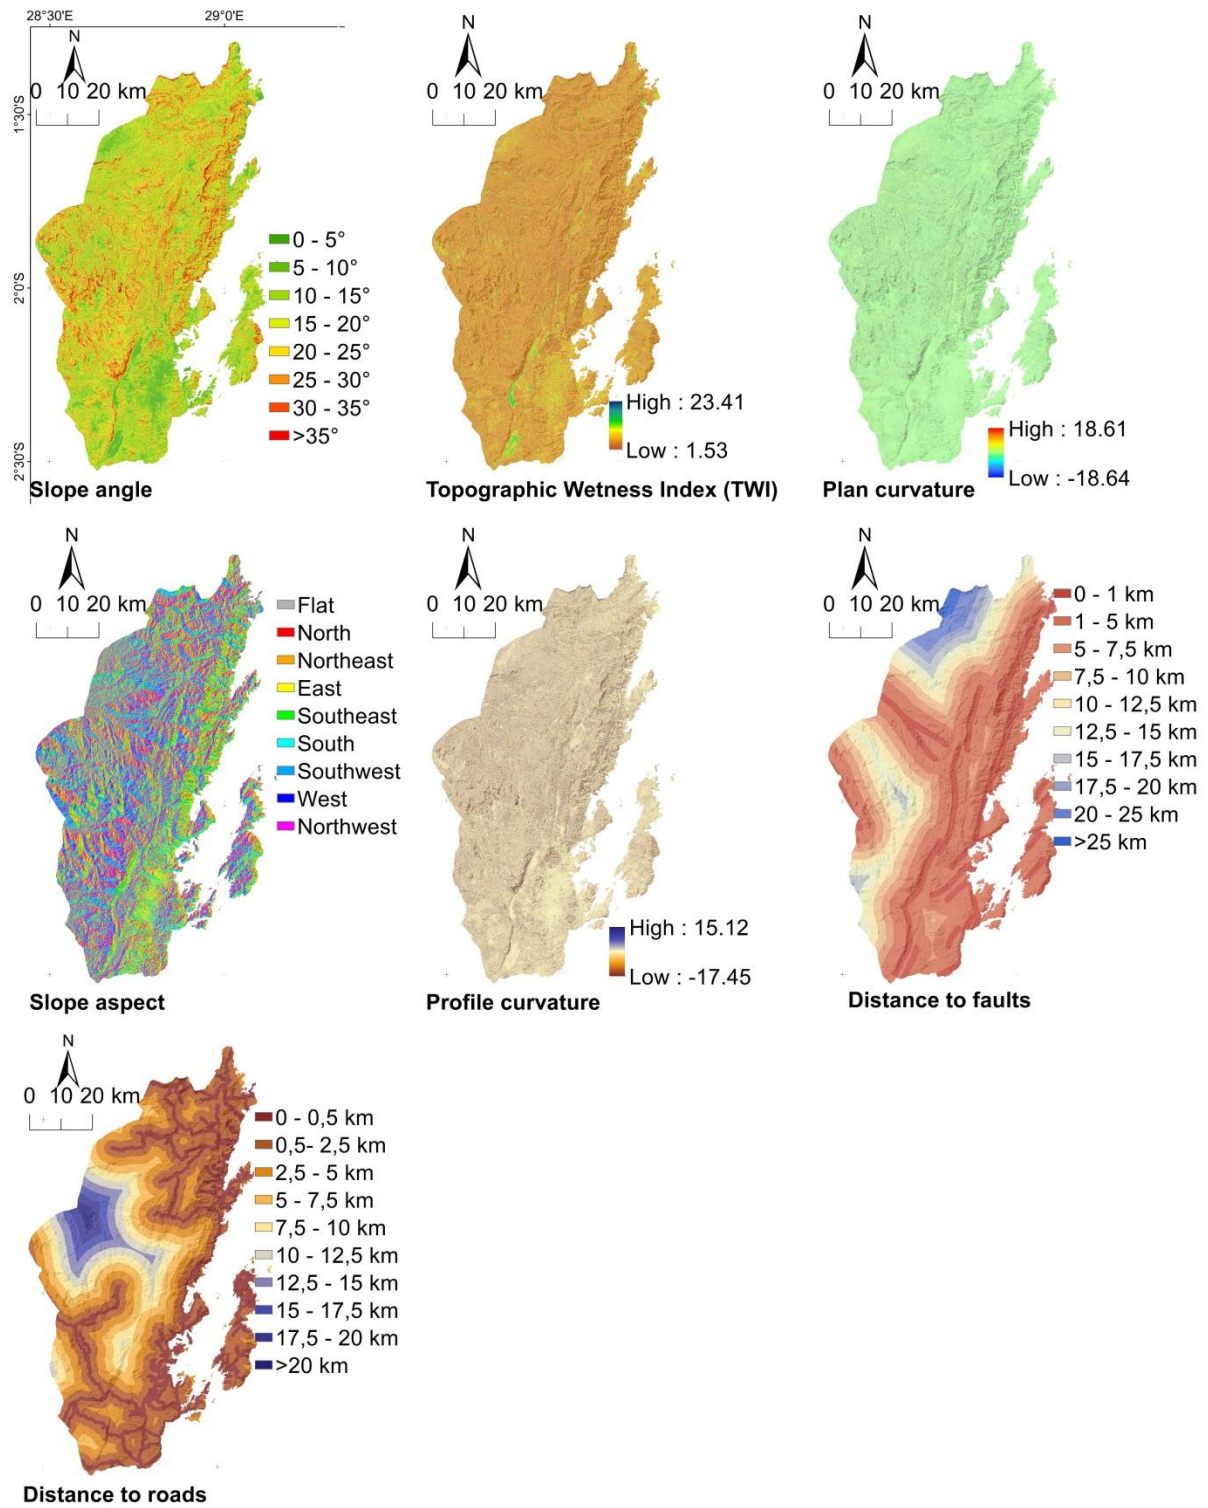 28°30'E 29°0'E
N
0 10 20 km
1°30'S
2°0'S
2°30'S
0 - 5°
5 - 10°
10 - 15°
15 - 20°
20 - 25°
25 - 30°
30 - 35°
>35°
Slope angle
N
0 10 20 km
High : 23.41
Low : 1.53
Topographic Wetness Index (TWI)
N
0 10 20 km
High : 18.61
Low : -18.64
Plan curvature
N
0 10 20 km
Flat
North
Northeast
East
Southeast
South
Southwest
West
Northwest
Slope aspect
N
0 10 20 km
High : 15.12
Low : -17.45
Profile curvature
N
0 10 20 km
0 - 1 km
1 - 5 km
5 - 7,5 km
7,5 - 10 km
10 - 12,5 km
12,5 - 15 km
15 - 17,5 km
17,5 - 20 km
20 - 25 km
>25 km
Distance to faults
N
0 10 20 km
0 - 0,5 km
0,5- 2,5 km
2,5 - 5 km
5 - 7,5 km
7,5 - 10 km
10 - 12,5 km
12,5 - 15 km
15 - 17,5 km
17,5 - 20 km
>20 km
Distance to roads